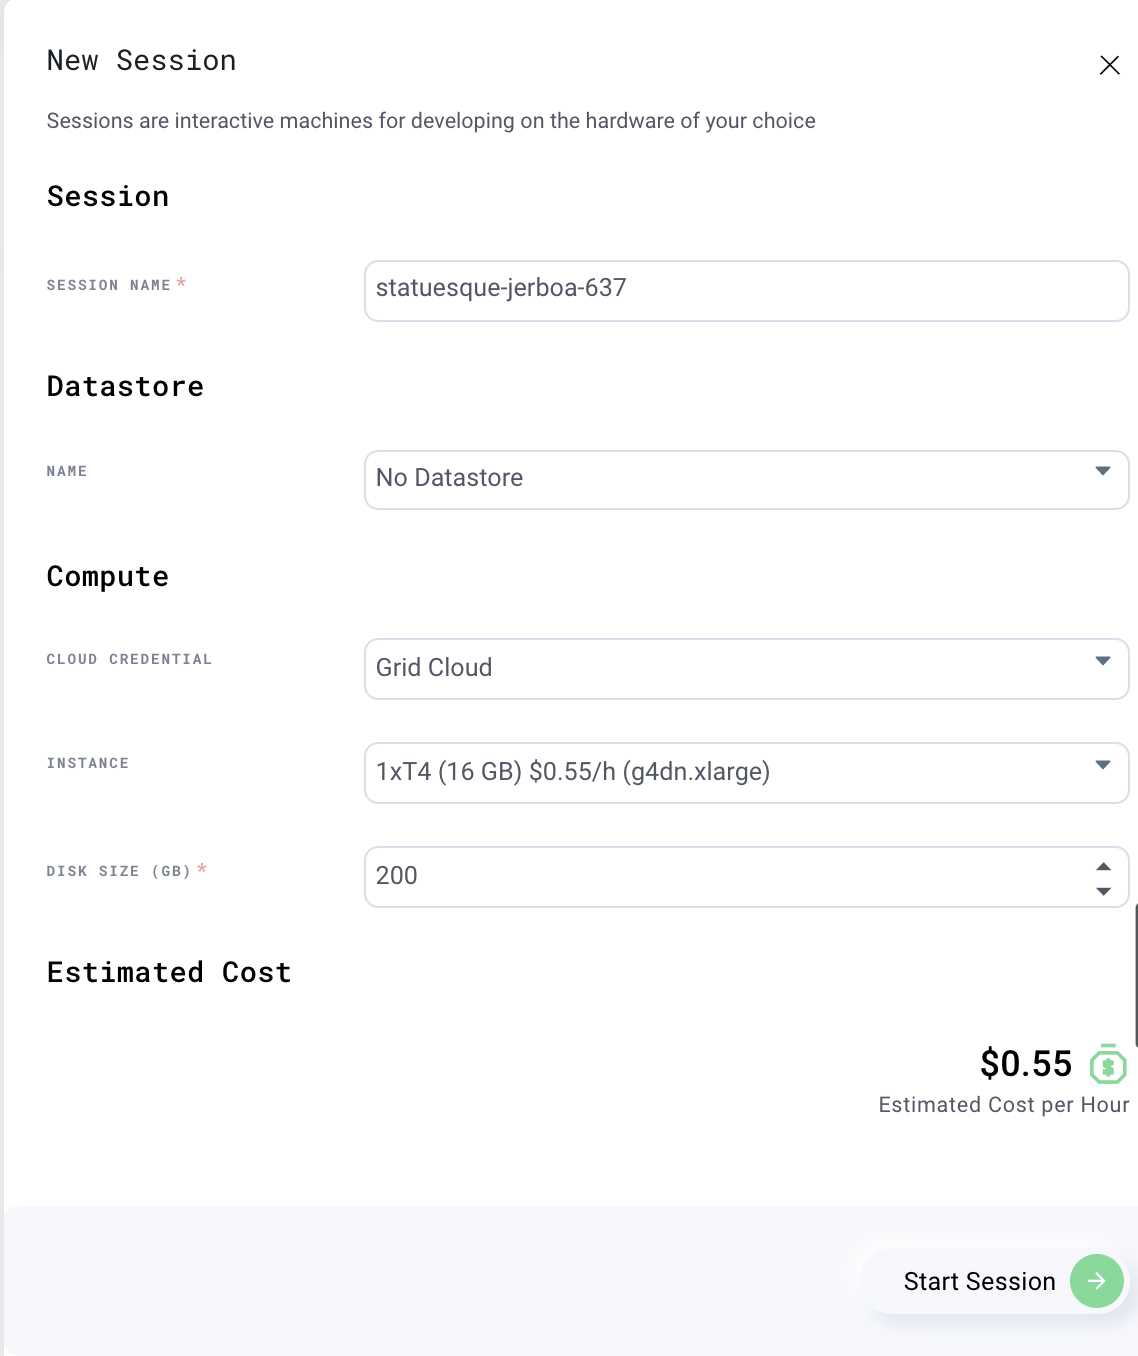 New Session
Sessions are interactive machines for developing on the hardware of your choice
Session
SESSION NAME *
statuesque-jerboa-637
Datastore
NAME
No Datastore
Compute
CLOUD CREDENTIAL
Grid Cloud
INSTANCE
1xT4 (16 GB) $0.55/h (g4dn.xlarge)
DISK SIZE (GB) *
200
Estimated Cost
$0.55
Estimated Cost per Hour
Start Session